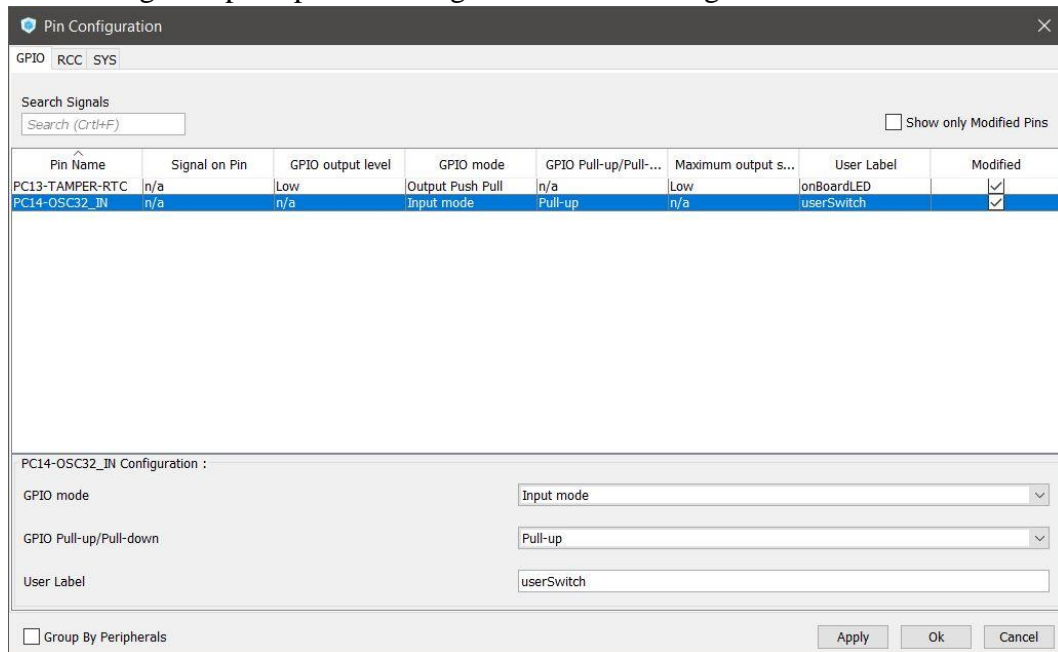 Pin Configuration
GPIO RCC SYS
Search Signals
Search (Crtl+F)
Show only Modified Pins
Pin Name Signal on Pin GPIO output level GPIO mode GPIO Pull-up/Pull-... Maximum output s... User Label Modified
PC13-TAMPER-RTC n/a Low Output Push Pull n/a Low onBoardLED
PC14-OSC32_IN n/a n/a Input mode Pull-up n/a userSwitch
PC14-OSC32_IN Configuration :
GPIO mode Input mode
GPIO Pull-up/Pull-down Pull-up
User Label userSwitch
Group By Peripherals Apply Ok Cancel